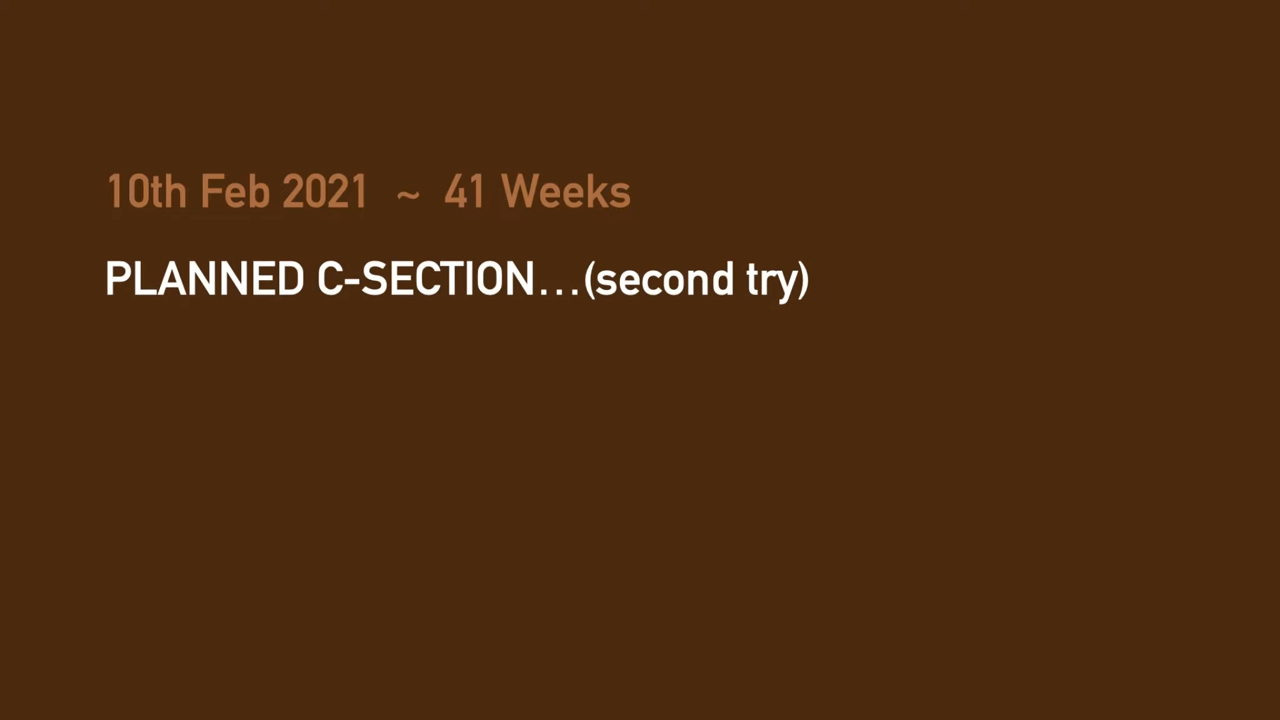 10th Feb 2021 ~ 41 Weeks
PLANNED C-SECTION...(second try)